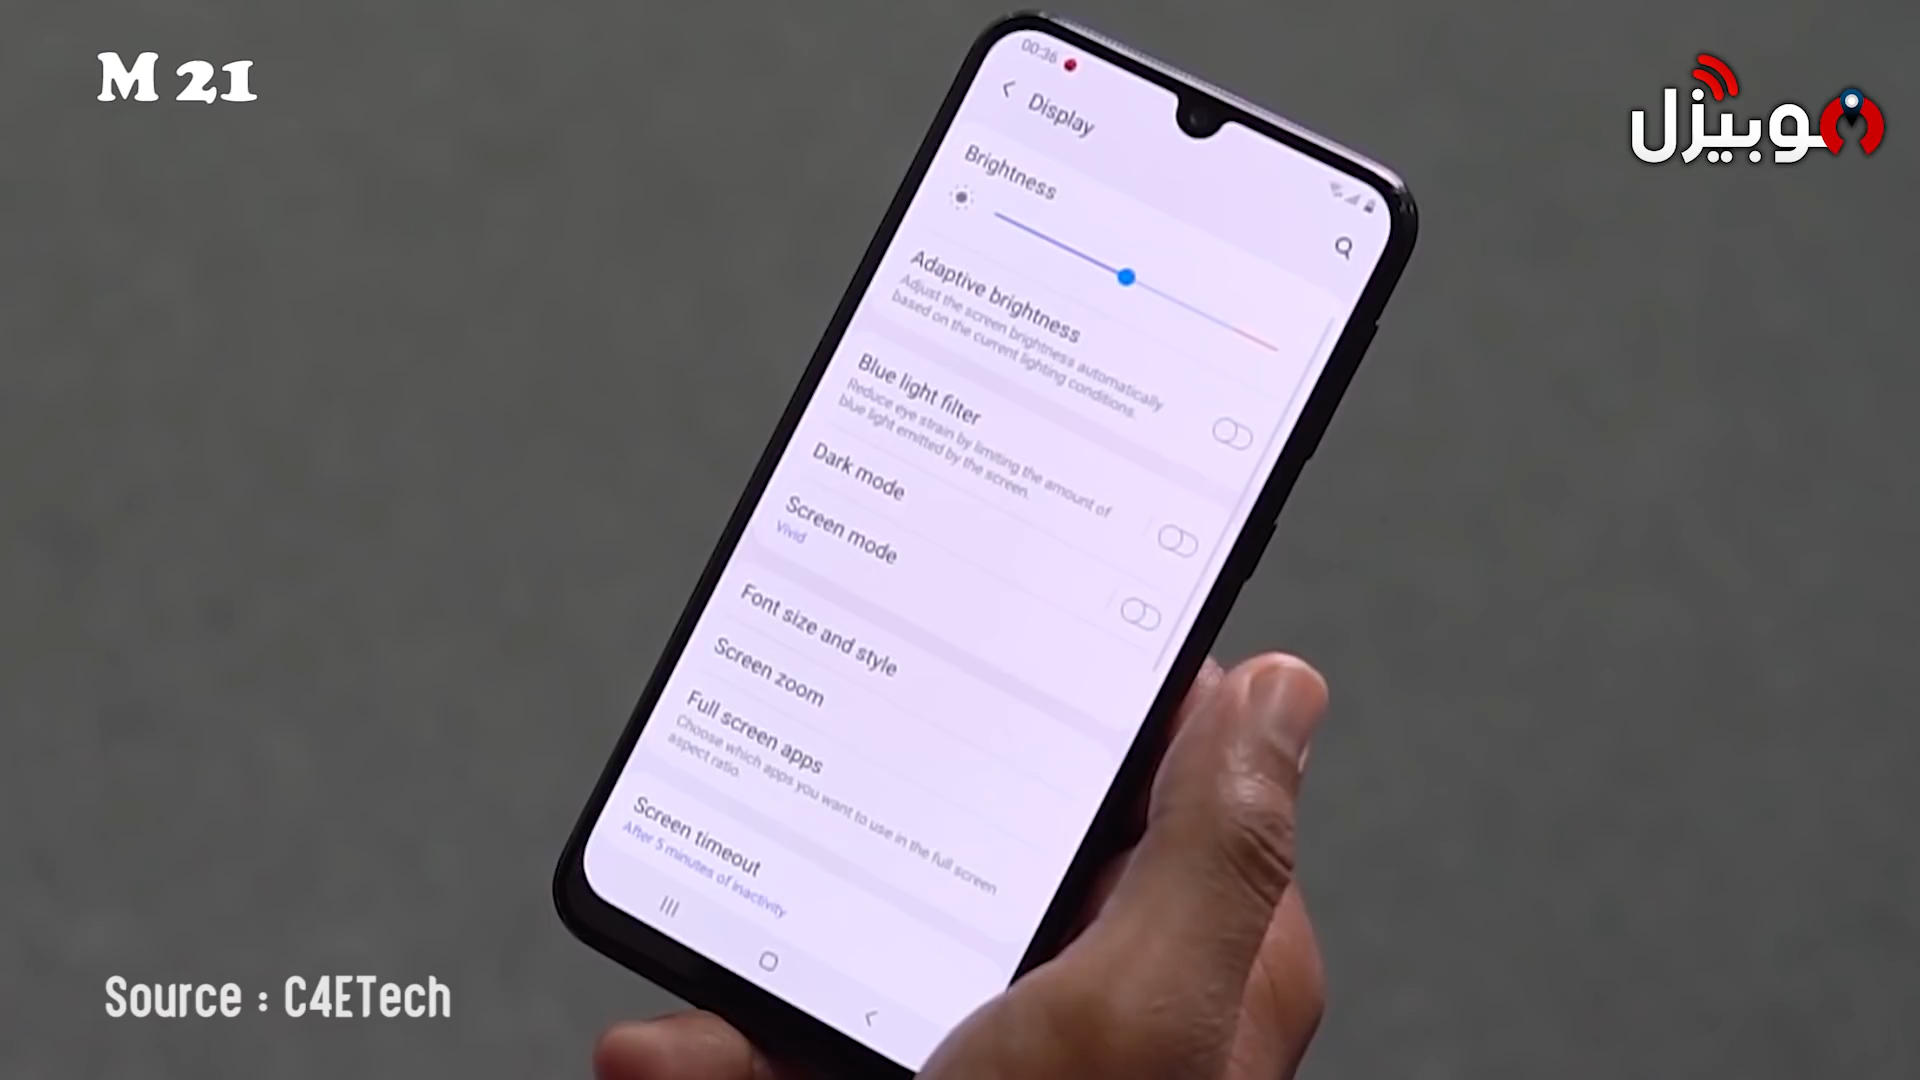 M 21
موبيزل
00:36
Display
Brightness
Adaptive brightness
Adjust the screen brightness automatically
based on the current lighting conditions.
Blue light filter
Reduce eye strain by limiting the amount of
blue light emitted by the screen.
Dark mode
Screen mode
Vivid
Font size and style
Screen zoom
Full screen apps
Choose which apps you want to use in the full screen
aspect ratio.
Screen timeout
After 5 minutes of inactivity
Source : C4ETech